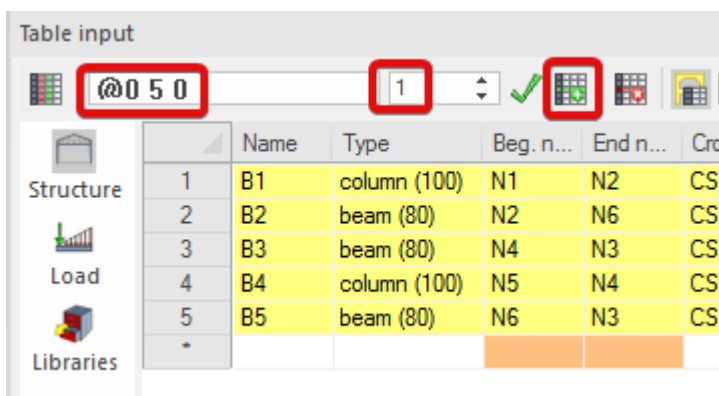 Table input
@0 5 0 1
Name Type Beg. n... End n... Cro
Structure
1 B1 column (100) N1 N2 CS
2 B2 beam (80) N2 N6 CS
3 B3 beam (80) N4 N3 CS
Load
4 B4 column (100) N5 N4 CS
5 B5 beam (80) N6 N3 CS
*
Libraries